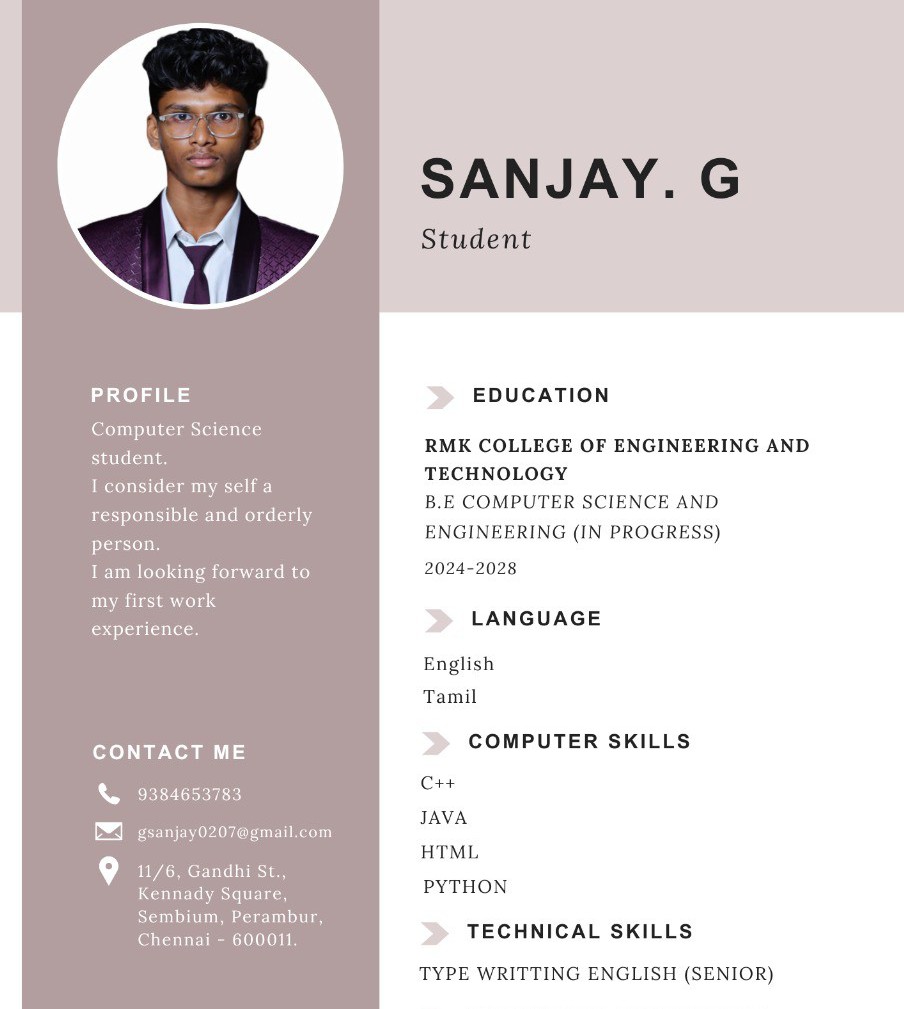 SANJAY. G
Student
PROFILE
Computer Science
student.
I consider my self a
responsible and orderly
person.
I am looking forward to
my first work
experience.
CONTACT ME
9384653783
gsanjay0207@gmail.com
11/6, Gandhi St.,
Kennady Square,
Sembium, Perambur,
Chennai - 600011.
EDUCATION
RMK COLLEGE OF ENGINEERING AND
TECHNOLOGY
B.E COMPUTER SCIENCE AND
ENGINEERING (IN PROGRESS)
2024-2028
LANGUAGE
English
Tamil
COMPUTER SKILLS
C++
JAVA
HTML
PYTHON
TECHNICAL SKILLS
TYPE WRITTING ENGLISH (SENIOR)